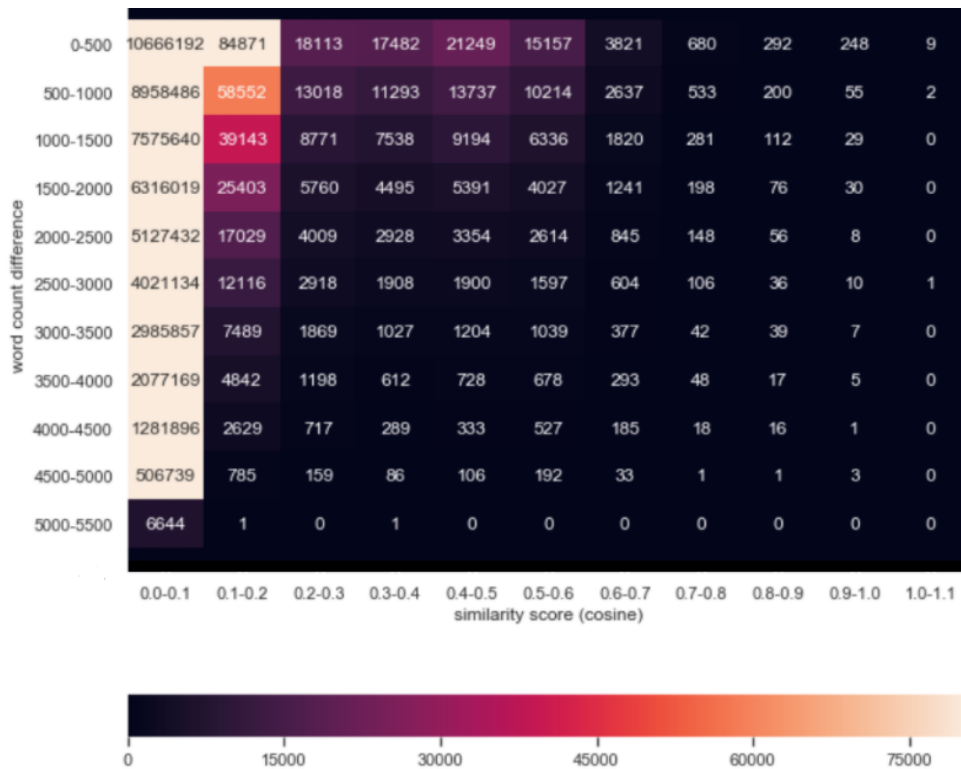 0-500 10666192 84871 18113 17482 21249 15157 3821 680 292 248 9
500-1000 8958486 58552 13018 11293 13737 10214 2637 533 200 55 2
1000-1500 7575640 39143 8771 7538 9194 6336 1820 281 112 29 0
1500-2000 6316019 25403 5760 4495 5391 4027 1241 198 76 30 0
2000-2500 5127432 17029 4009 2928 3354 2614 845 148 56 8 0
2500-3000 4021134 12116 2918 1908 1900 1597 604 106 36 10 1
3000-3500 2985857 7489 1869 1027 1204 1039 377 42 39 7 0
3500-4000 2077169 4842 1198 612 728 678 293 48 17 5 0
4000-4500 1281896 2629 717 289 333 527 185 18 16 1 0
4500-5000 506739 785 159 86 106 192 33 1 1 3 0
5000-5500 6644 1 0 1 0 0 0 0 0 0 0
word count difference
0.0-0.1 0.1-0.2 0.2-0.3 0.3-0.4 0.4-0.5 0.5-0.6 0.6-0.7 0.7-0.8 0.8-0.9 0.9-1.0 1.0-1.1
similarity score (cosine)
0 15000 30000 45000 60000 75000